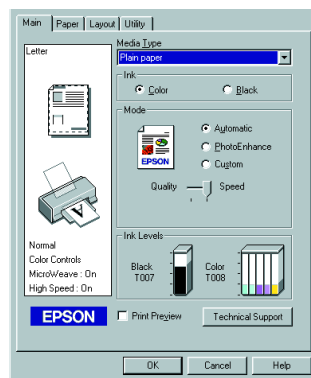 Main Paper Layout Utility
Letter
Media Type
Plain paper
Ink
Color Black
Mode
EPSON
Automatic
PhotoEnhance
Custom
Quality Speed
Normal
Color Controls
MicroWeave : On
High Speed : On
Ink Levels
Black
T007
Color
T008
EPSON
Print Preview
Technical Support
OK Cancel Help